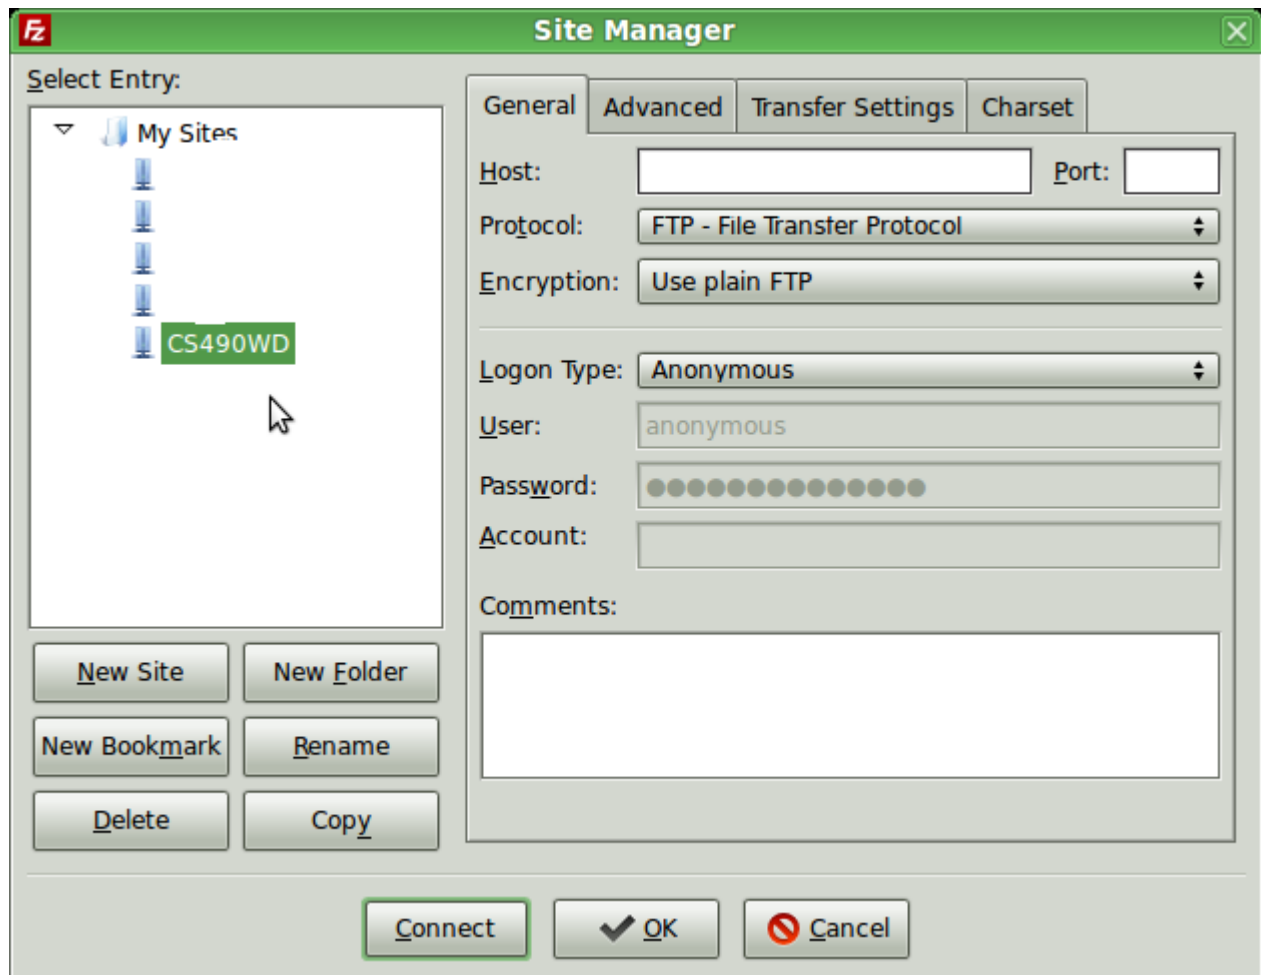 Fz
Site Manager
Select Entry:
My Sites
CS490WD
New Site
New Folder
New Bookmark
Rename
Delete
Copy
General
Advanced
Transfer Settings
Charset
Host:
Port:
Protocol:
FTP - File Transfer Protocol
Encryption:
Use plain FTP
Logon Type:
Anonymous
User:
anonymous
Password:
●●●●●●●●●●●●●●
Account:
Comments:
Connect
OK
Cancel